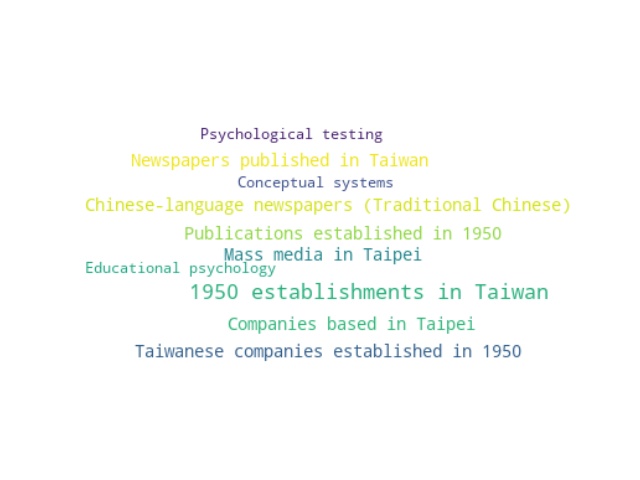 Psychological testing
Newspapers published in Taiwan
Conceptual systems
Chinese-language newspapers (Traditional Chinese)
Publications established in 1950
Mass media in Taipei
Educational psychology
1950 establishments in Taiwan
Companies based in Taipei
Taiwanese companies established in 1950